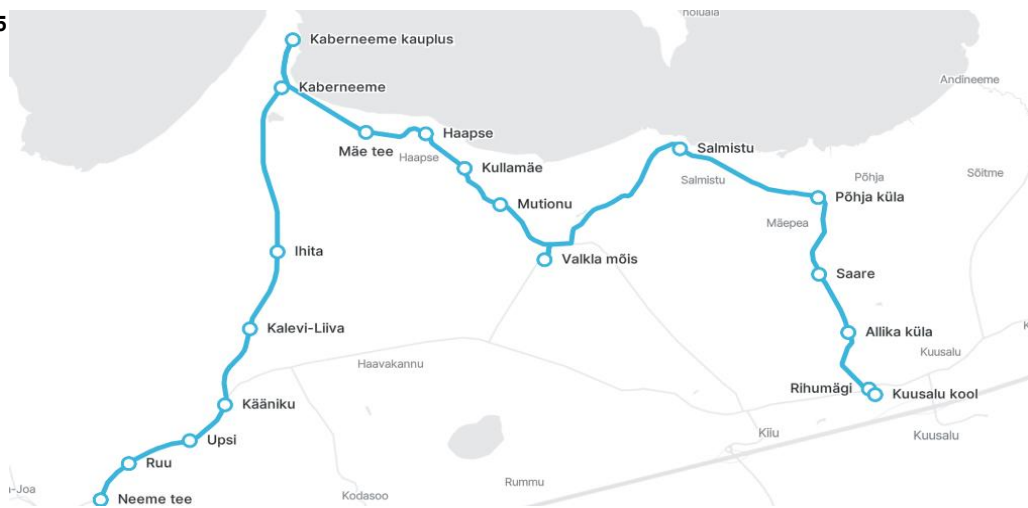 5
Kaberneeme kauplus
Kaberneeme
Andineeme
Mäe tee
Haapse
Haapse
Kullamäe
Salmistu
Salmistu
Põhja
Sõitme
Mutionu
Põhja küla
Mäepea
Ihita
Valkla mõis
Saare
Kalevi-Liiva
Allika küla
Haavakannu
Kuusalu
Rihumägi
Kuusalu kool
Kääniku
Upsi
Kiiu
Kuusalu
Ruu
Rummu
Kodasoo
Neeme tee
-Joa